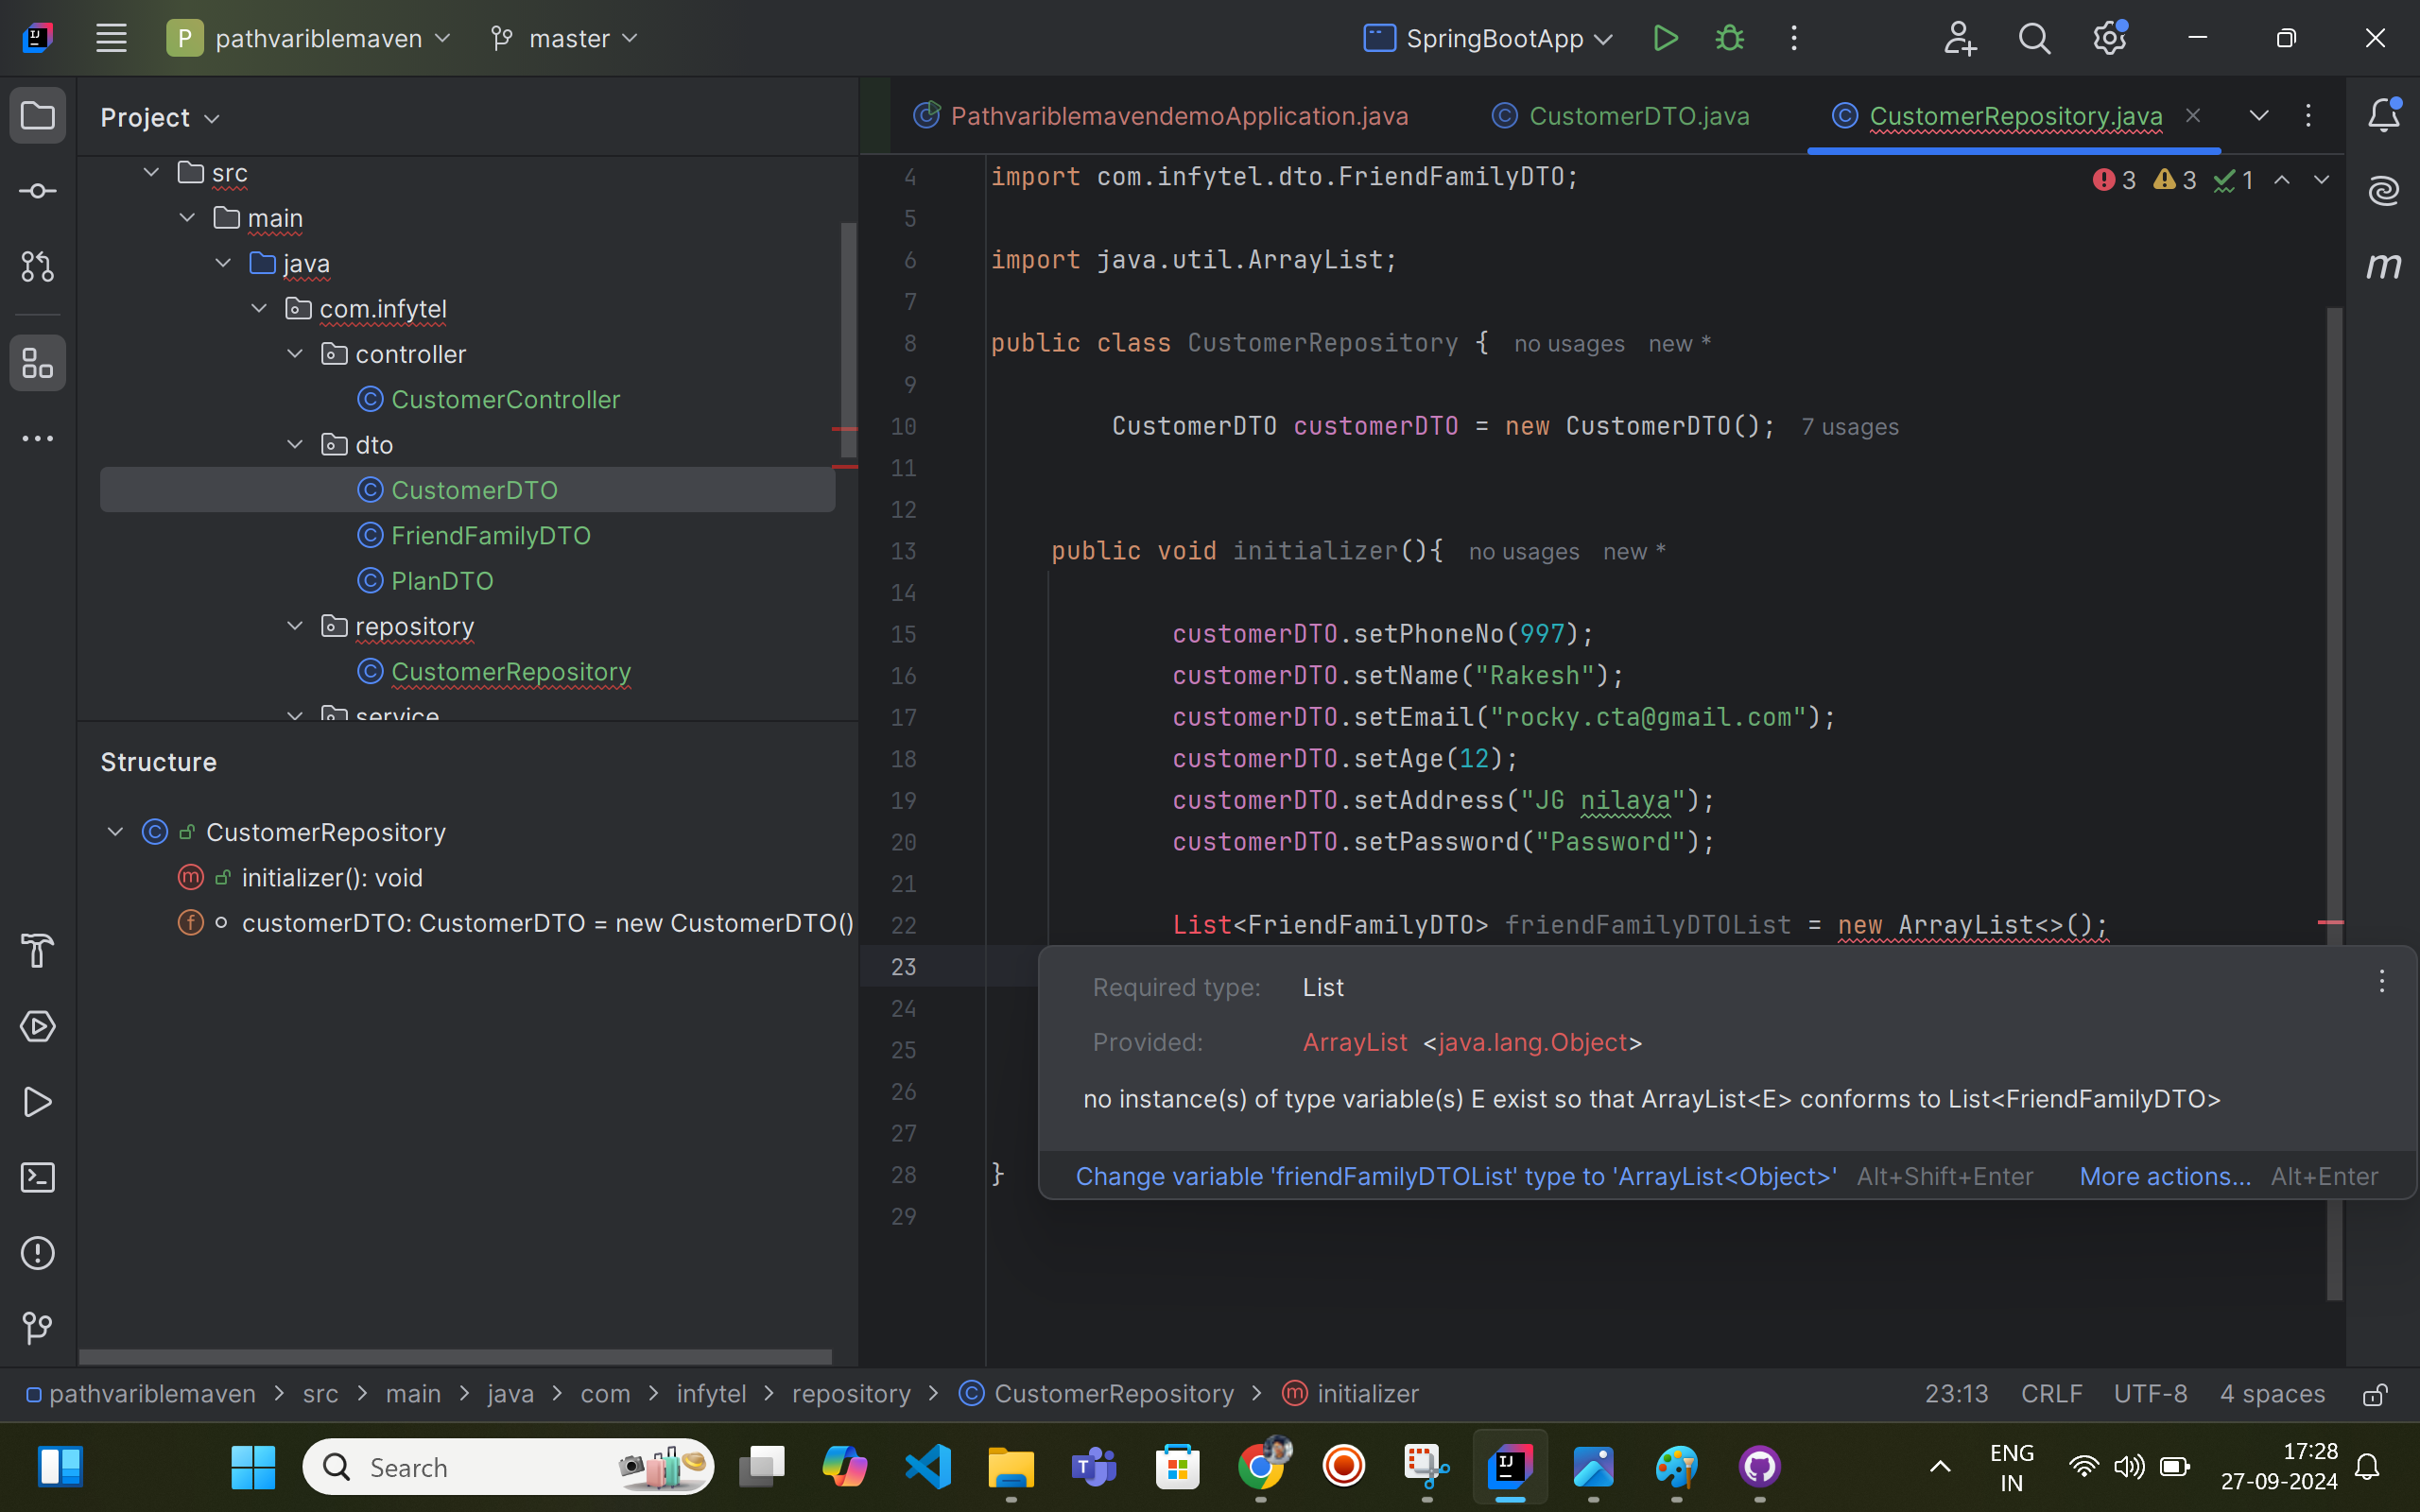 P pathvariblemaven master SpringBootApp
Project
src
main
java
com.infytel
controller
CustomerController
dto
CustomerDTO
FriendFamilyDTO
PlanDTO
repository
CustomerRepository
service
Structure
CustomerRepository
initializer(): void
customerDTO: CustomerDTO = new CustomerDTO()
PathvariblemavendemoApplication.java CustomerDTO.java CustomerRepository.java
3 3 1
4 import com.infytel.dto.FriendFamilyDTO;
5
6 import java.util.ArrayList;
7
8 public class CustomerRepository { no usages new *
9
10 CustomerDTO customerDTO = new CustomerDTO(); 7 usages
11
12
13 public void initializer(){ no usages new *
14
15 customerDTO.setPhoneNo(997);
16 customerDTO.setName("Rakesh");
17 customerDTO.setEmail("rocky.cta@gmail.com");
18 customerDTO.setAge(12);
19 customerDTO.setAddress("JG nilaya");
20 customerDTO.setPassword("Password");
21
22 List<FriendFamilyDTO> friendFamilyDTOList = new ArrayList<>();
23
24
25
26
27
28 }
29
Required type: List
Provided: ArrayList <java.lang.Object>
no instance(s) of type variable(s) E exist so that ArrayList<E> conforms to List<FriendFamilyDTO>
Change variable 'friendFamilyDTOList' type to 'ArrayList<Object>' Alt+Shift+Enter More actions... Alt+Enter
pathvariblemaven > src > main > java > com > infytel > repository > CustomerRepository > initializer 23:13 CRLF UTF-8 4 spaces
Search
ENG
IN
17:28
27-09-2024